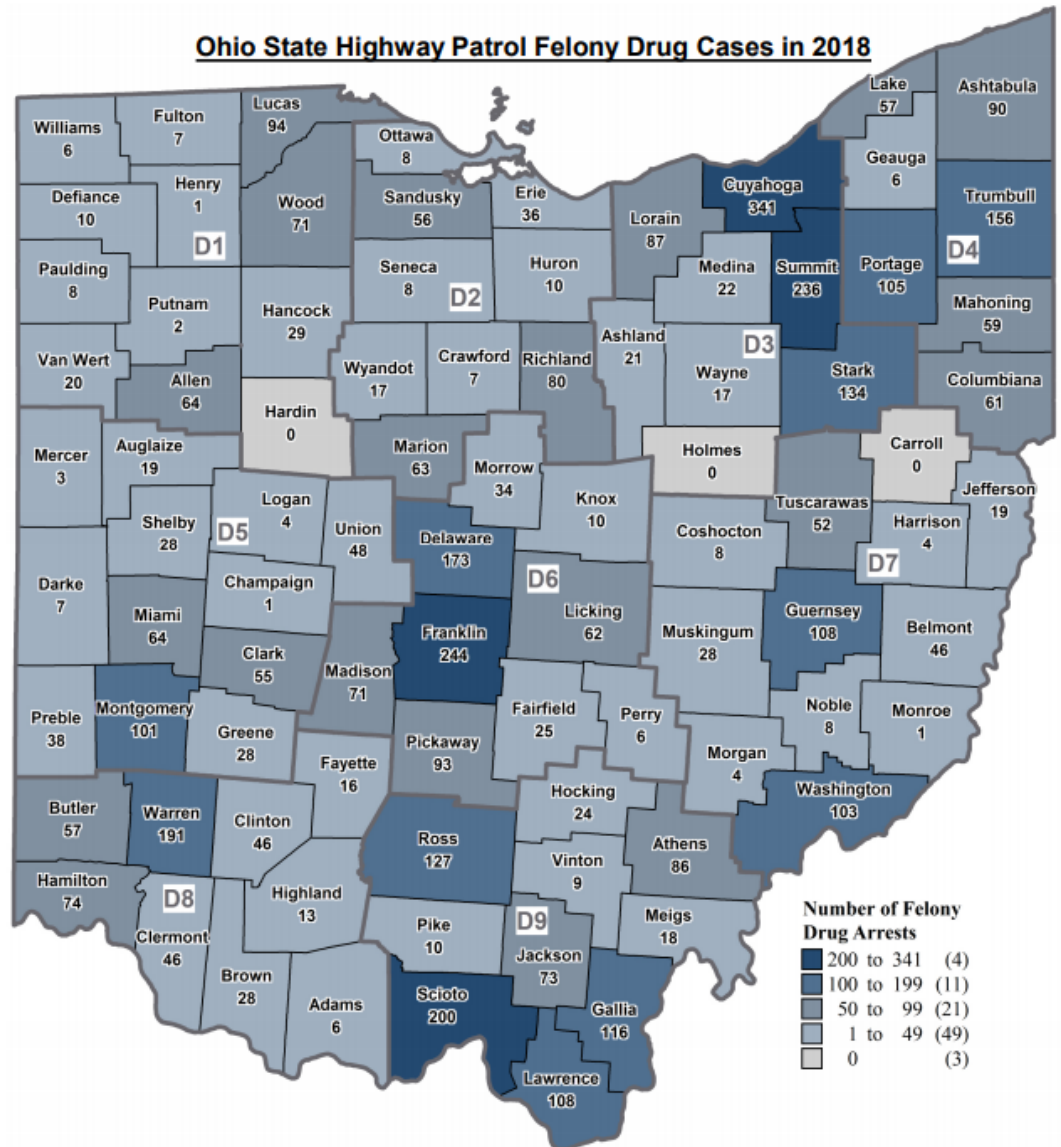 Ohio State Highway Patrol Felony Drug Cases in 2018
Williams
6
Fulton
7
Lucas
94
Ottawa
8
Lake
57
Ashtabula
90
Geauga
6
Defiance
10
Henry
1
Wood
71
Sandusky
56
Erie
36
Lorain
87
Cuyahoga
341
Trumbull
156
D1
D4
Paulding
8
Putnam
2
Hancock
29
Seneca
8
D2
Huron
10
Medina
22
Summit
236
Portage
105
Mahoning
59
Van Wert
20
Allen
64
Wyandot
17
Crawford
7
Richland
80
Ashland
21
D3
Wayne
17
Stark
134
Columbiana
61
Hardin
0
Mercer
3
Auglaize
19
Marion
63
Morrow
34
Holmes
0
Carroll
0
Jefferson
19
Shelby
28
D5
Logan
4
Union
48
Knox
10
Coshocton
8
Tuscarawas
52
Harrison
4
D7
Delaware
173
D6
Darke
7
Champaign
1
Miami
64
Licking
62
Franklin
244
Muskingum
28
Guernsey
108
Belmont
46
Clark
55
Madison
71
Preble
38
Montgomery
101
Greene
28
Fairfield
25
Perry
6
Noble
8
Monroe
1
Pickaway
93
Fayette
16
Morgan
4
Butler
57
Warren
191
Clinton
46
Hocking
24
Washington
103
Ross
127
Athens
86
Vinton
9
Hamilton
74
D8
Highland
13
Clermont
46
Pike
10
D9
Jackson
73
Meigs
18
Brown
28
Adams
6
Scioto
200
Gallia
116
Lawrence
108
Number of Felony
Drug Arrests
200 to 341 (4)
100 to 199 (11)
50 to 99 (21)
1 to 49 (49)
0 (3)